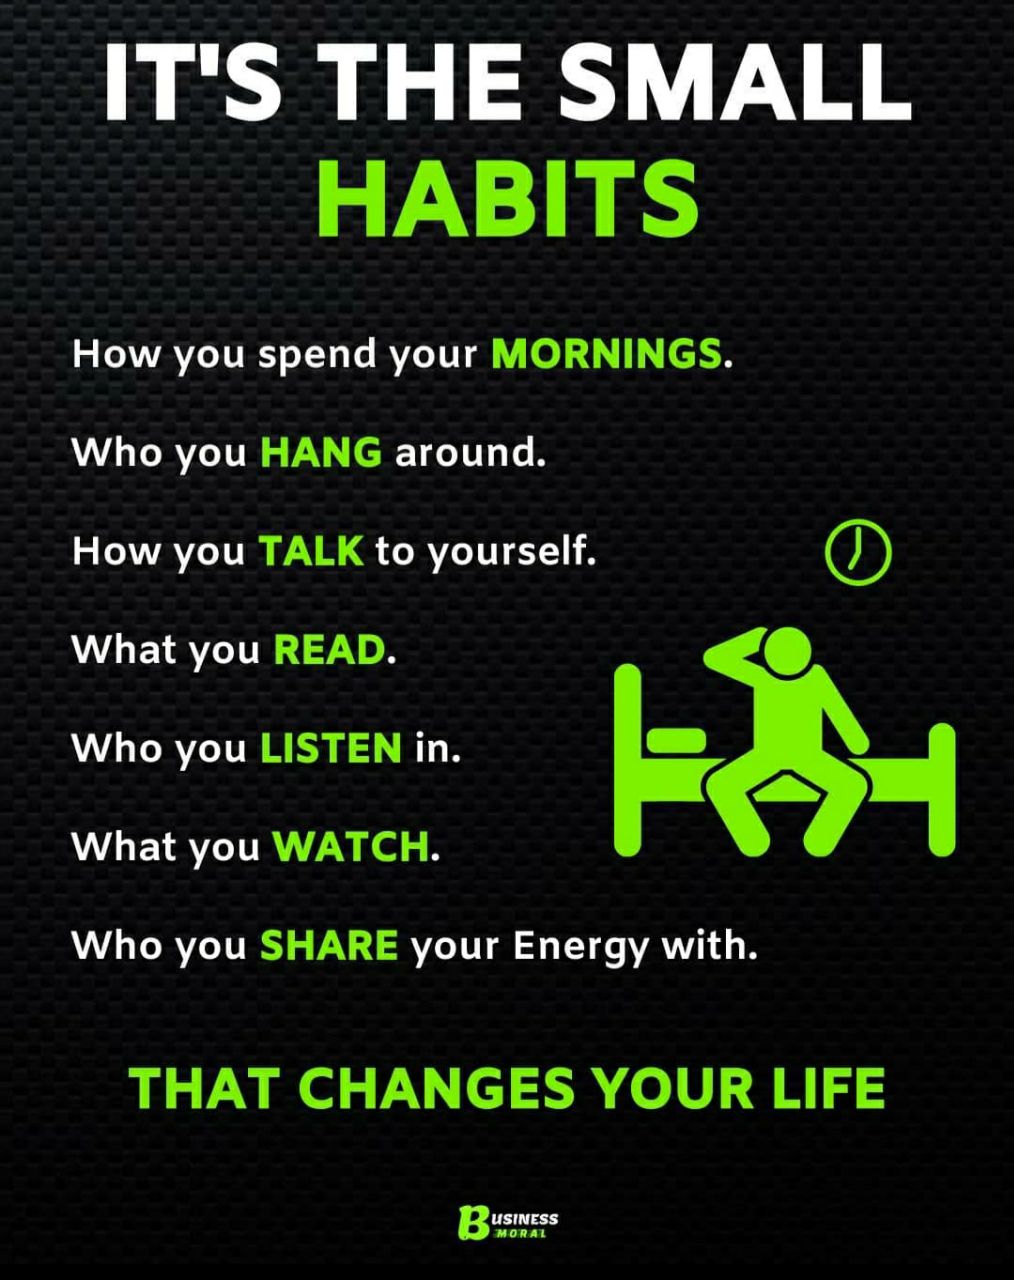 IT'S THE SMALL
HABITS
How you spend your MORNINGS.
Who you HANG around.
How you TALK to yourself.
What you READ.
Who you LISTEN in.
What you WATCH.
Who you SHARE your Energy with.
THAT CHANGES YOUR LIFE
BUSINESS
MORAL